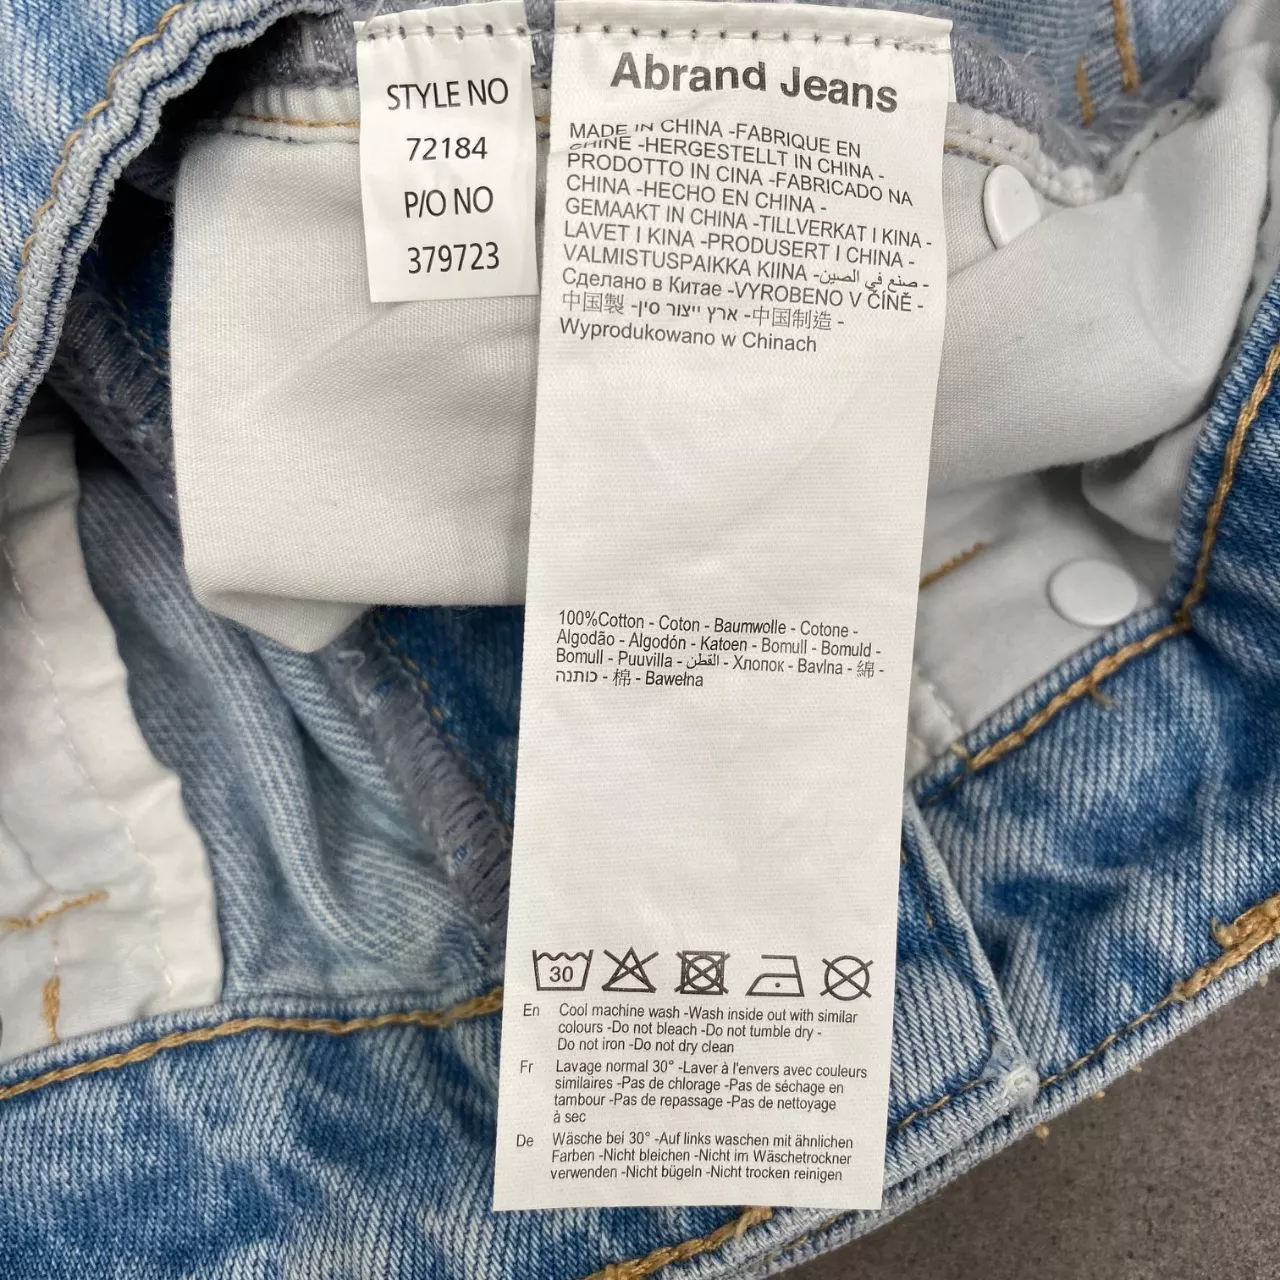 STYLE NO
72184
P/O NO
379723
Abrand Jeans
MADE IN CHINA -FABRIQUE EN
CHINE -HERGESTELLT IN CHINA -
PRODOTTO IN CINA -FABRICADO NA
CHINA -HECHO EN CHINA -
GEMAAKT IN CHINA -TILLVERKAT I KINA -
LAVET I KINA -PRODUSERT I CHINA -
VALMISTUSPAIKKA KIINA -صنع في الصين -
Сделано в Китае -VYROBENO V ČÍNĚ -
中国製 -ארץ ייצור סין -中国制造 -
Wyprodukowano w Chinach
100%Cotton - Coton - Baumwolle - Cotone -
Algodão - Algodón - Katoen - Bomull - Bomuld -
Bomull - Puuvilla - القطن - Хлопок - Bavlna - 綿 -
כותנה - 棉 - Bawełna
30
En Cool machine wash -Wash inside out with similar
colours -Do not bleach -Do not tumble dry -
Do not iron -Do not dry clean
Fr Lavage normal 30° -Laver à l'envers avec couleurs
similaires -Pas de chlorage -Pas de séchage en
tambour -Pas de repassage -Pas de nettoyage
à sec
De Wäsche bei 30° -Auf links waschen mit ähnlichen
Farben -Nicht bleichen -Nicht im Wäschetrockner
verwenden -Nicht bügeln -Nicht trocken reinigen